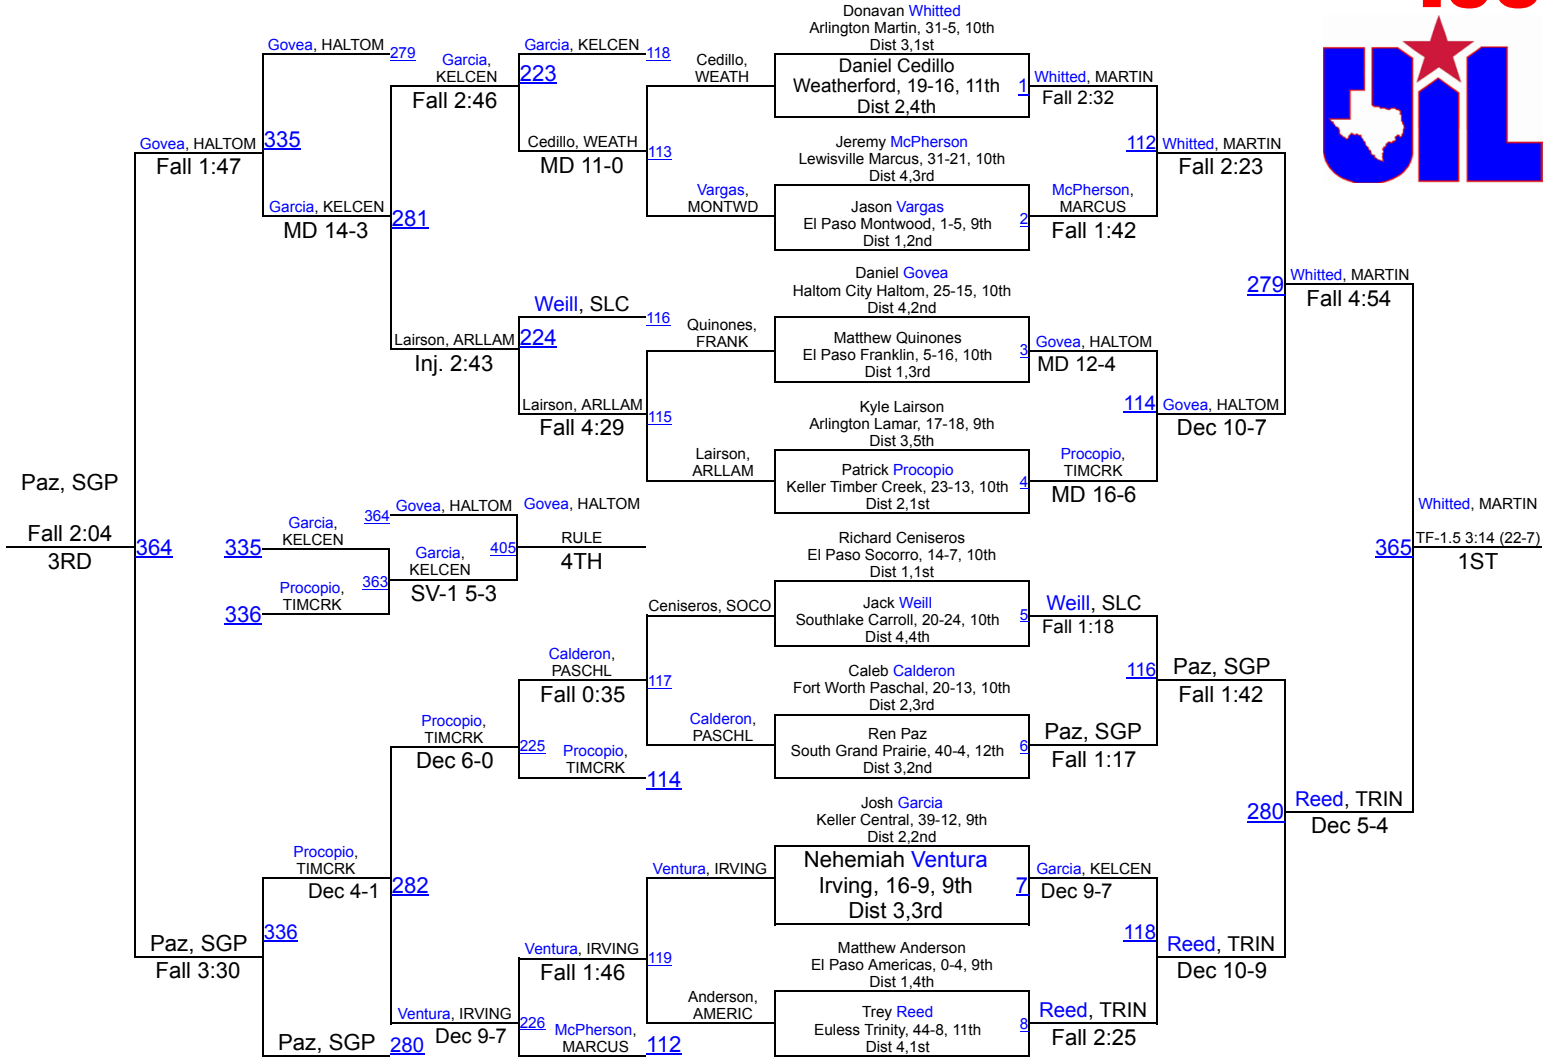 Donavan Whitted
Arlington Martin, 31-5, 10th
Dist 3,1st
Daniel Cedillo
Weatherford, 19-16, 11th
Dist 2,4th
1
Jeremy McPherson
Lewisville Marcus, 31-21, 10th
Dist 4,3rd
Jason Vargas
El Paso Montwood, 1-5, 9th
Dist 1,2nd
2
Daniel Govea
Haltom City Haltom, 25-15, 10th
Dist 4,2nd
Matthew Quinones
El Paso Franklin, 5-16, 10th
Dist 1,3rd
3
Kyle Lairson
Arlington Lamar, 17-18, 9th
Dist 3,5th
Patrick Procopio
Keller Timber Creek, 23-13, 10th
Dist 2,1st
4
Richard Ceniseros
El Paso Socorro, 14-7, 10th
Dist 1,1st
Jack Weill
Southlake Carroll, 20-24, 10th
Dist 4,4th
5
Caleb Calderon
Fort Worth Paschal, 20-13, 10th
Dist 2,3rd
Ren Paz
South Grand Prairie, 40-4, 12th
Dist 3,2nd
6
Josh Garcia
Keller Central, 39-12, 9th
Dist 2,2nd
Nehemiah Ventura
Irving, 16-9, 9th
Dist 3,3rd
7
Matthew Anderson
El Paso Americas, 0-4, 9th
Dist 1,4th
Trey Reed
Euless Trinity, 44-8, 11th
Dist 4,1st
8
Whitted, MARTIN
Fall 2:32
McPherson,
MARCUS
Fall 1:42
Govea, HALTOM
MD 12-4
Procopio,
TIMCRK
MD 16-6
Weill, SLC
Fall 1:18
Paz, SGP
Fall 1:17
Garcia, KELCEN
Dec 9-7
Reed, TRIN
Fall 2:25
112
Whitted, MARTIN
Fall 2:23
114
Govea, HALTOM
Dec 10-7
116
Paz, SGP
Fall 1:42
118
Reed, TRIN
Dec 10-9
279
Whitted, MARTIN
Fall 4:54
280
Reed, TRIN
Dec 5-4
365
Whitted, MARTIN
TF-1.5 3:14 (22-7)
1ST
UIL
Cedillo,
WEATH
Vargas,
MONTWD
Quinones,
FRANK
Lairson,
ARLLAM
Ceniseros, SOCO
Calderon,
PASCHL
Ventura, IRVING
Anderson,
AMERIC
Garcia, KELCEN
118
Cedillo, WEATH
MD 11-0
113
Weill, SLC
116
Lairson, ARLLAM
Fall 4:29
115
Calderon,
PASCHL
Fall 0:35
117
Procopio,
TIMCRK
114
Ventura, IRVING
Fall 1:46
119
McPherson,
MARCUS
112
Garcia,
KELCEN
Fall 2:46
223
Lairson, ARLLAM
Inj. 2:43
224
Procopio,
TIMCRK
Dec 6-0
225
Ventura, IRVING
Dec 9-7
226
Govea, HALTOM
279
Garcia, KELCEN
MD 14-3
281
Procopio,
TIMCRK
Dec 4-1
282
Paz, SGP
280
Govea, HALTOM
Fall 1:47
335
Paz, SGP
Fall 3:30
336
Paz, SGP
Fall 2:04
3RD
364
335
Garcia,
KELCEN
336
Procopio,
TIMCRK
363
Garcia,
KELCEN
SV-1 5-3
364
Govea, HALTOM
405
Govea, HALTOM
RULE
4TH